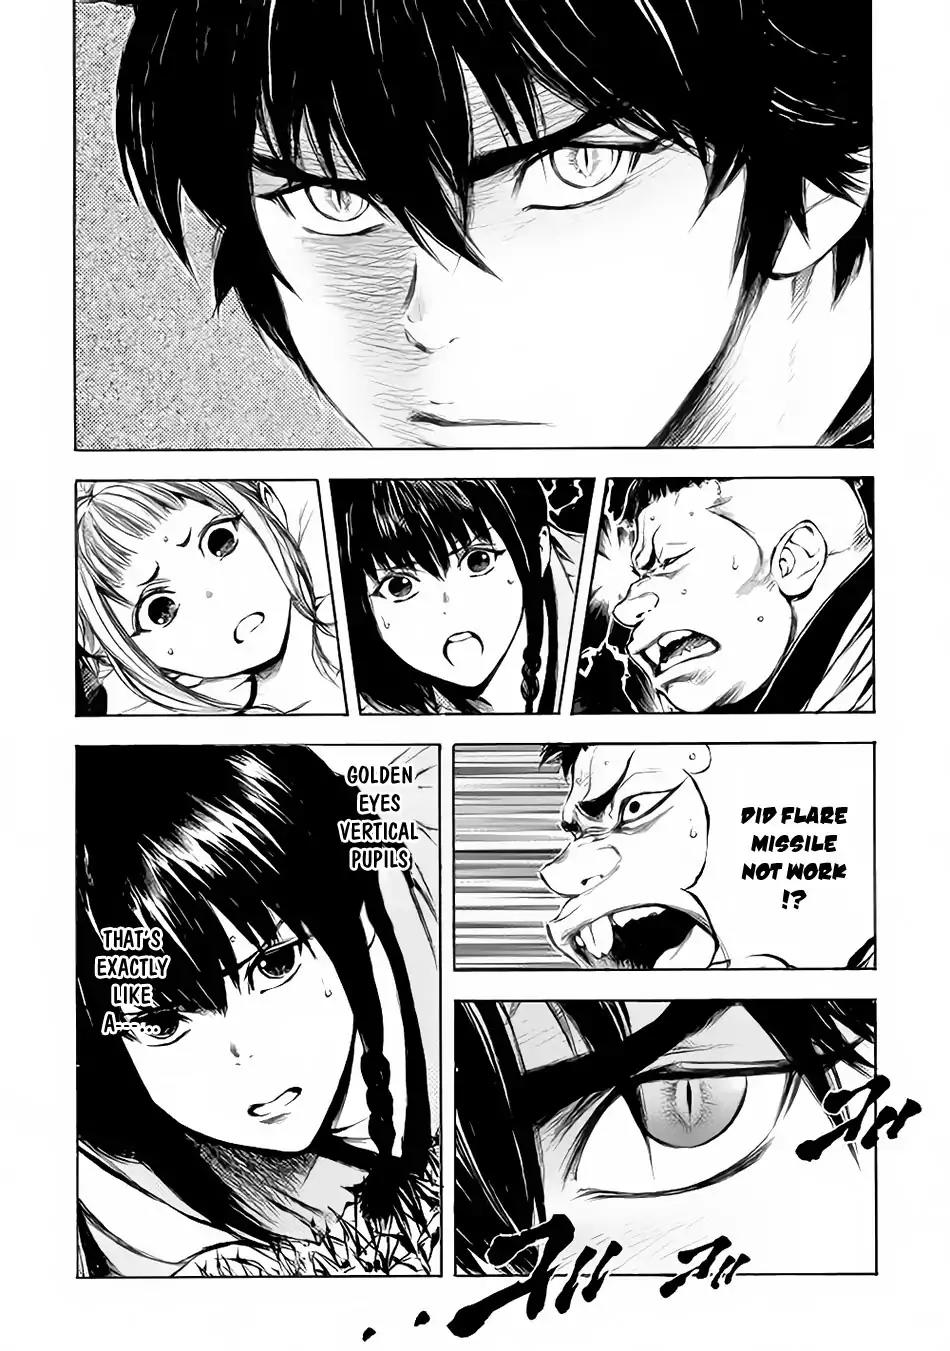 DID FLARE
MISSILE
NOT WORK
!?
GOLDEN
EYES
VERTICAL
PUPILS
THAT'S
EXACTLY
LIKE
A---...